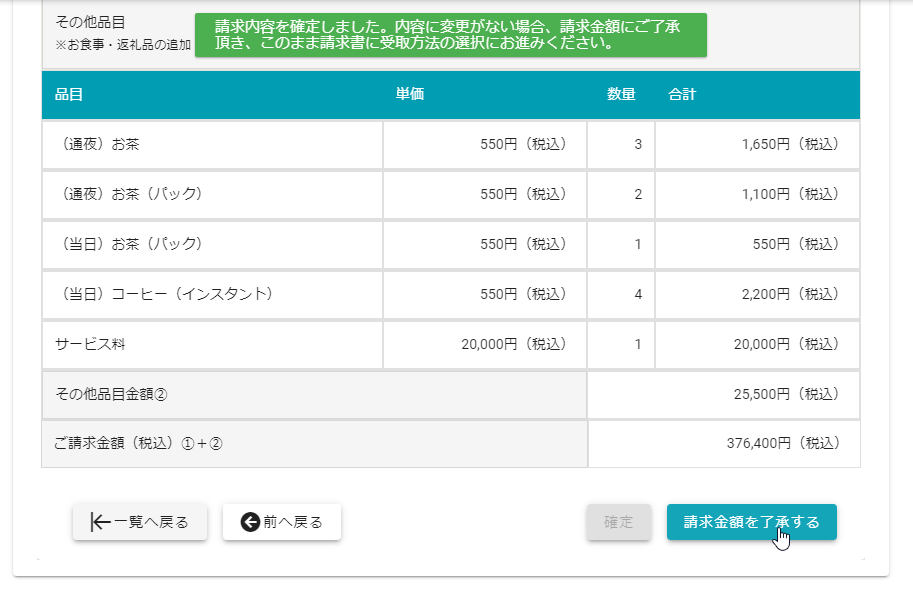 その他品目
※お食事・返礼品の追加
請求内容を確定しました。内容に変更がない場合、請求金額にご了承
頂き、このまま請求書に受取方法の選択にお進みください。
品目 単価 数量 合計
（通夜）お茶 550円（税込） 3 1,650円（税込）
（通夜）お茶（パック） 550円（税込） 2 1,100円（税込）
（当日）お茶（パック） 550円（税込） 1 550円（税込）
（当日）コーヒー（インスタント） 550円（税込） 4 2,200円（税込）
サービス料 20,000円（税込） 1 20,000円（税込）
その他品目金額② 25,500円（税込）
ご請求金額（税込）①＋② 376,400円（税込）
一覧へ戻る 前へ戻る 確定 請求金額を了承する